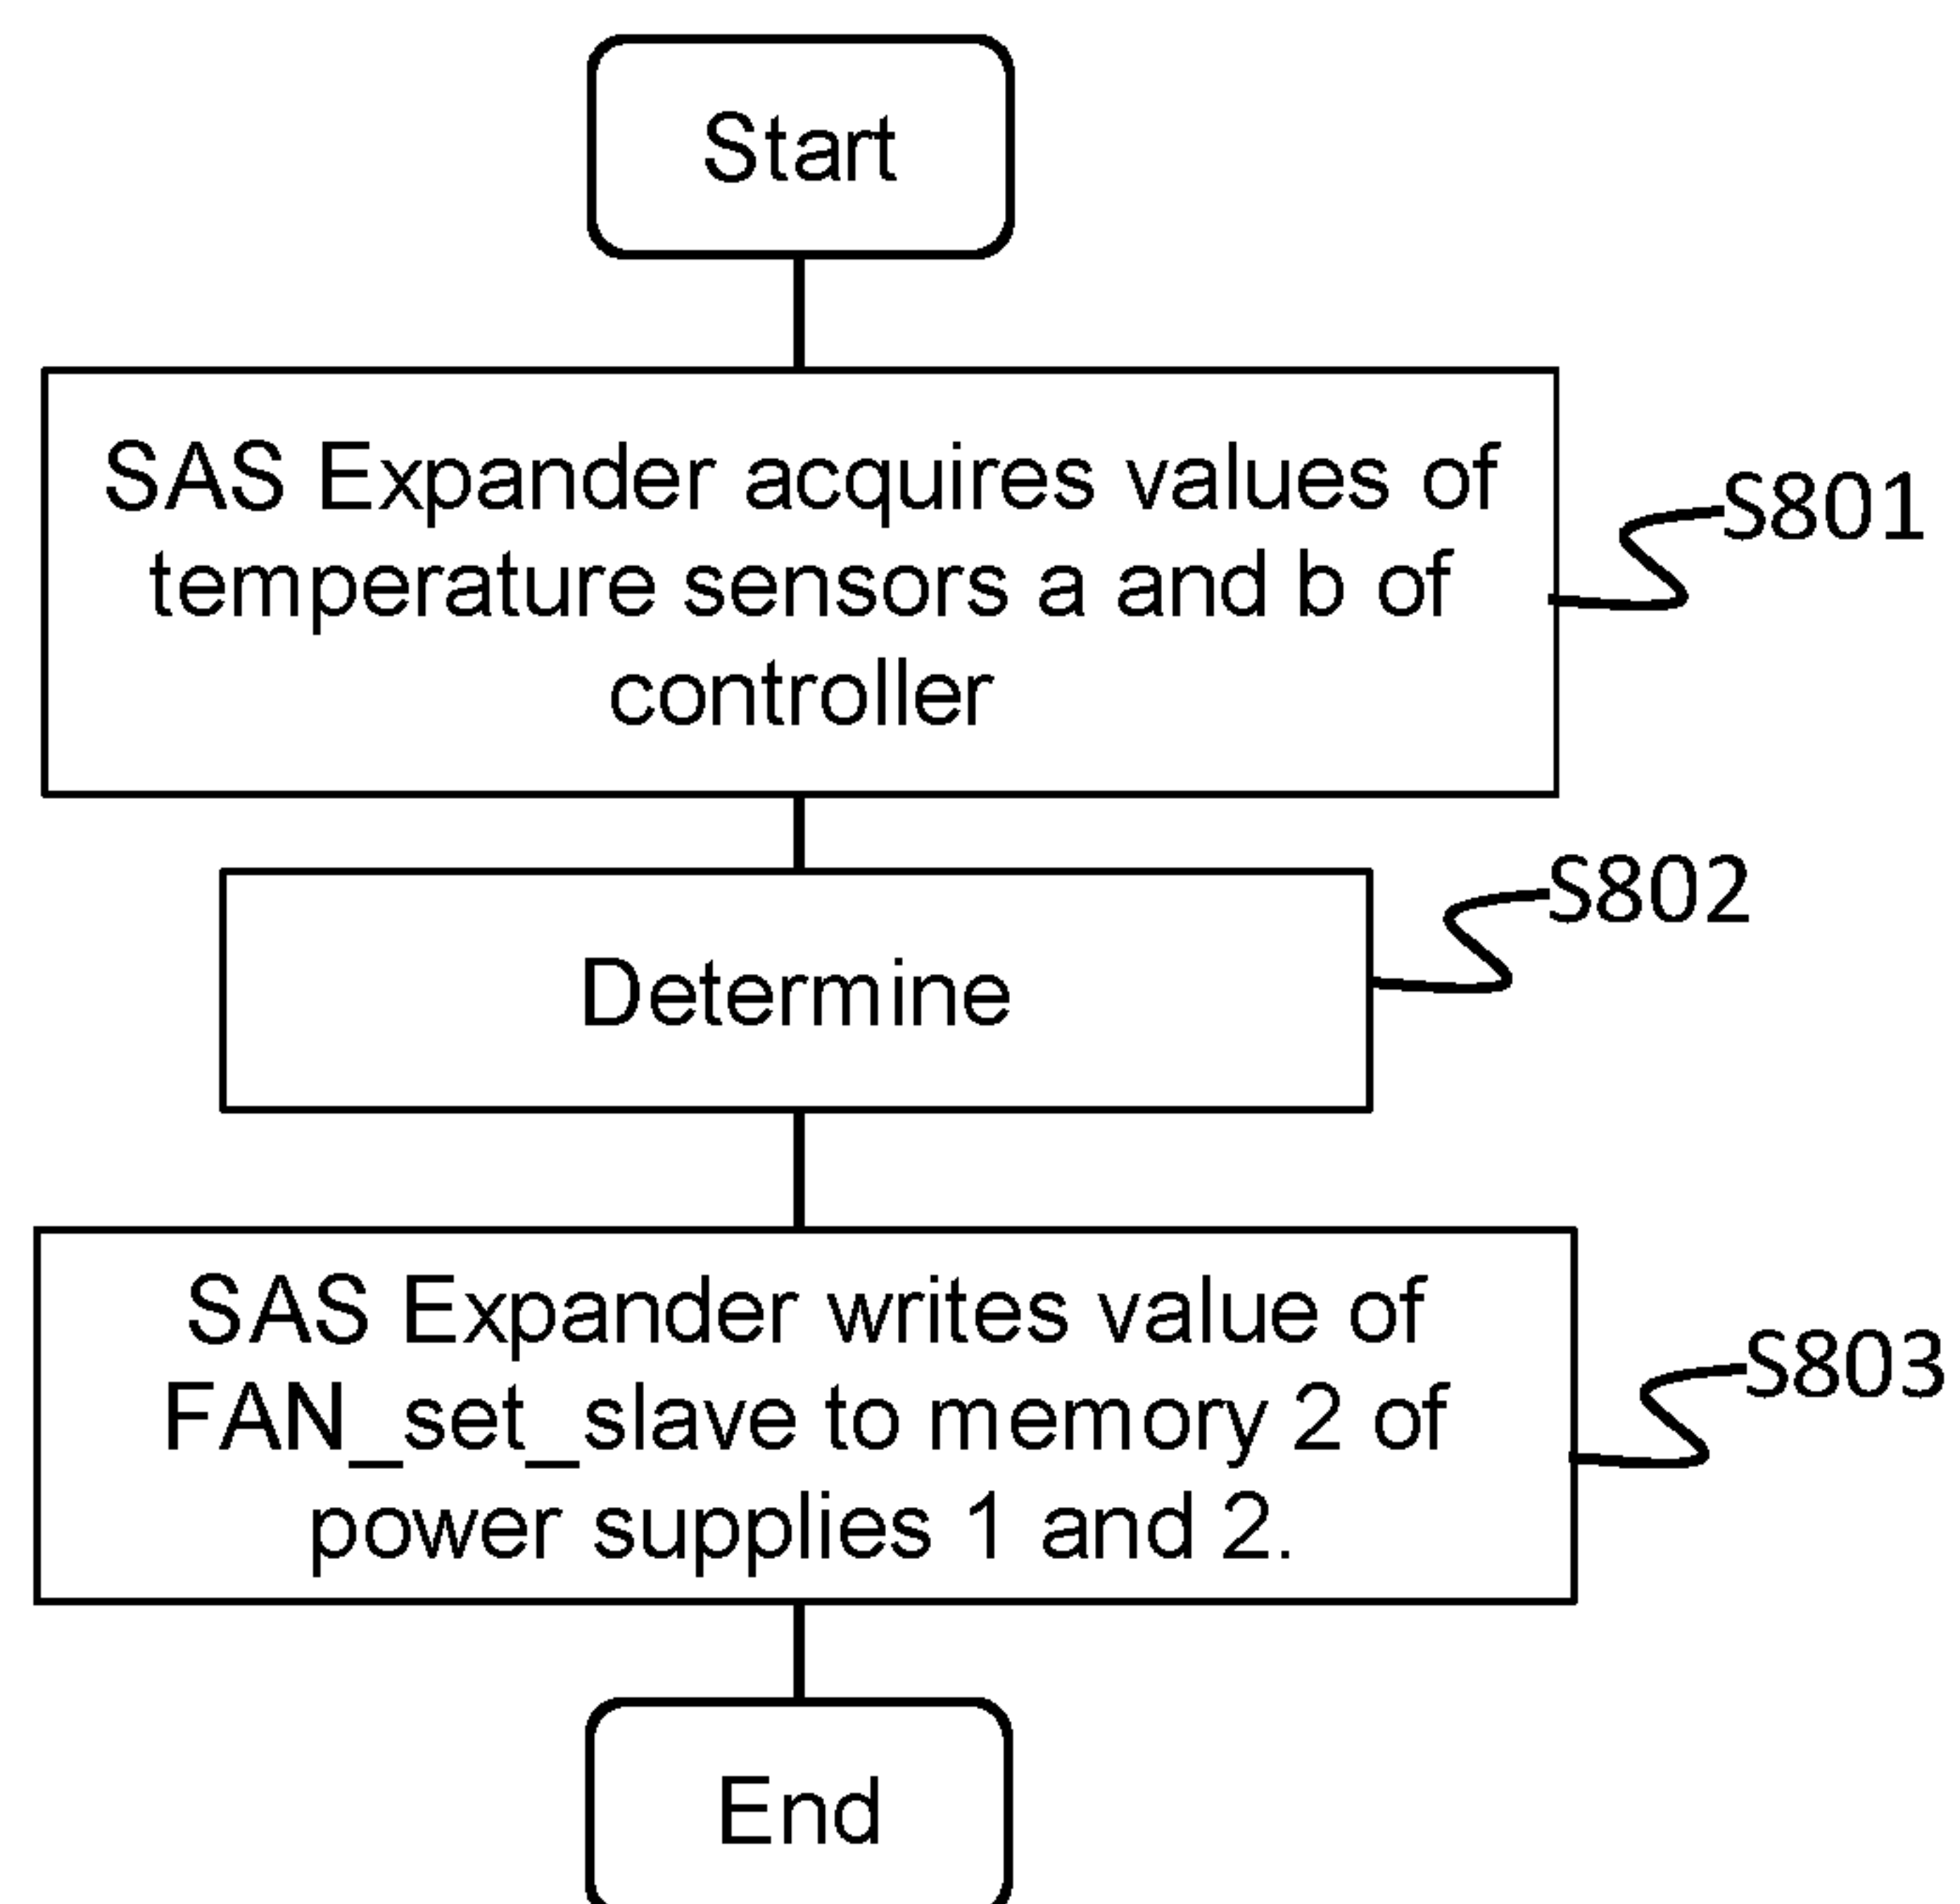 Start
SAS Expander acquires values of
temperature sensors a and b of
controller
S801
Determine
S802
SAS Expander writes value of
FAN_set_slave to memory 2 of
power supplies 1 and 2.
S803
End